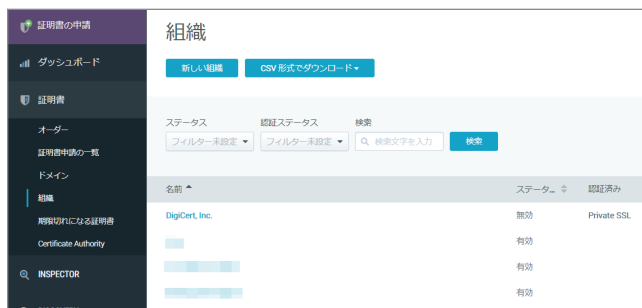 証明書の申請
ダッシュボード
証明書
オーダー
証明書申請の一覧
ドメイン
組織
期限切れになる証明書
Certificate Authority
INSPECTOR
組織
新しい組織
CSV 形式でダウンロード
ステータス 認証ステータス 検索
フィルター未設定 フィルター未設定 検索文字を入力 検索
名前 ステータ... 認証済み
DigiCert, Inc. 無効 Private SSL
有効
有効
有効